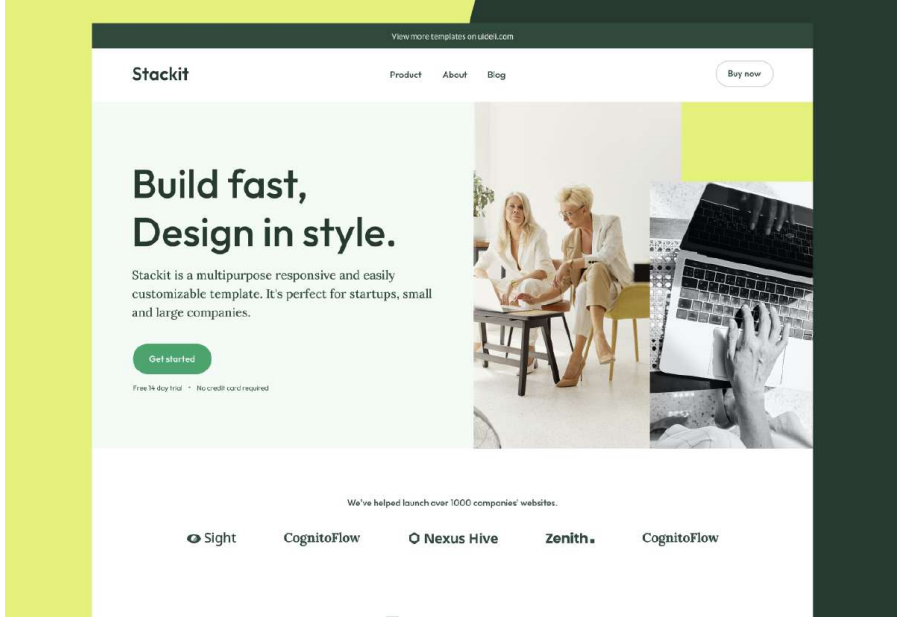 View more templates on uideli.com
Stackit
Product About Blog
Buy now
Build fast,
Design in style.
Stackit is a multipurpose responsive and easily
customizable template. It's perfect for startups, small
and large companies.
Get started
Free 14 day trial • No credit card required
We've helped launch over 1000 companies' websites.
Sight CognitoFlow Nexus Hive Zenith. CognitoFlow